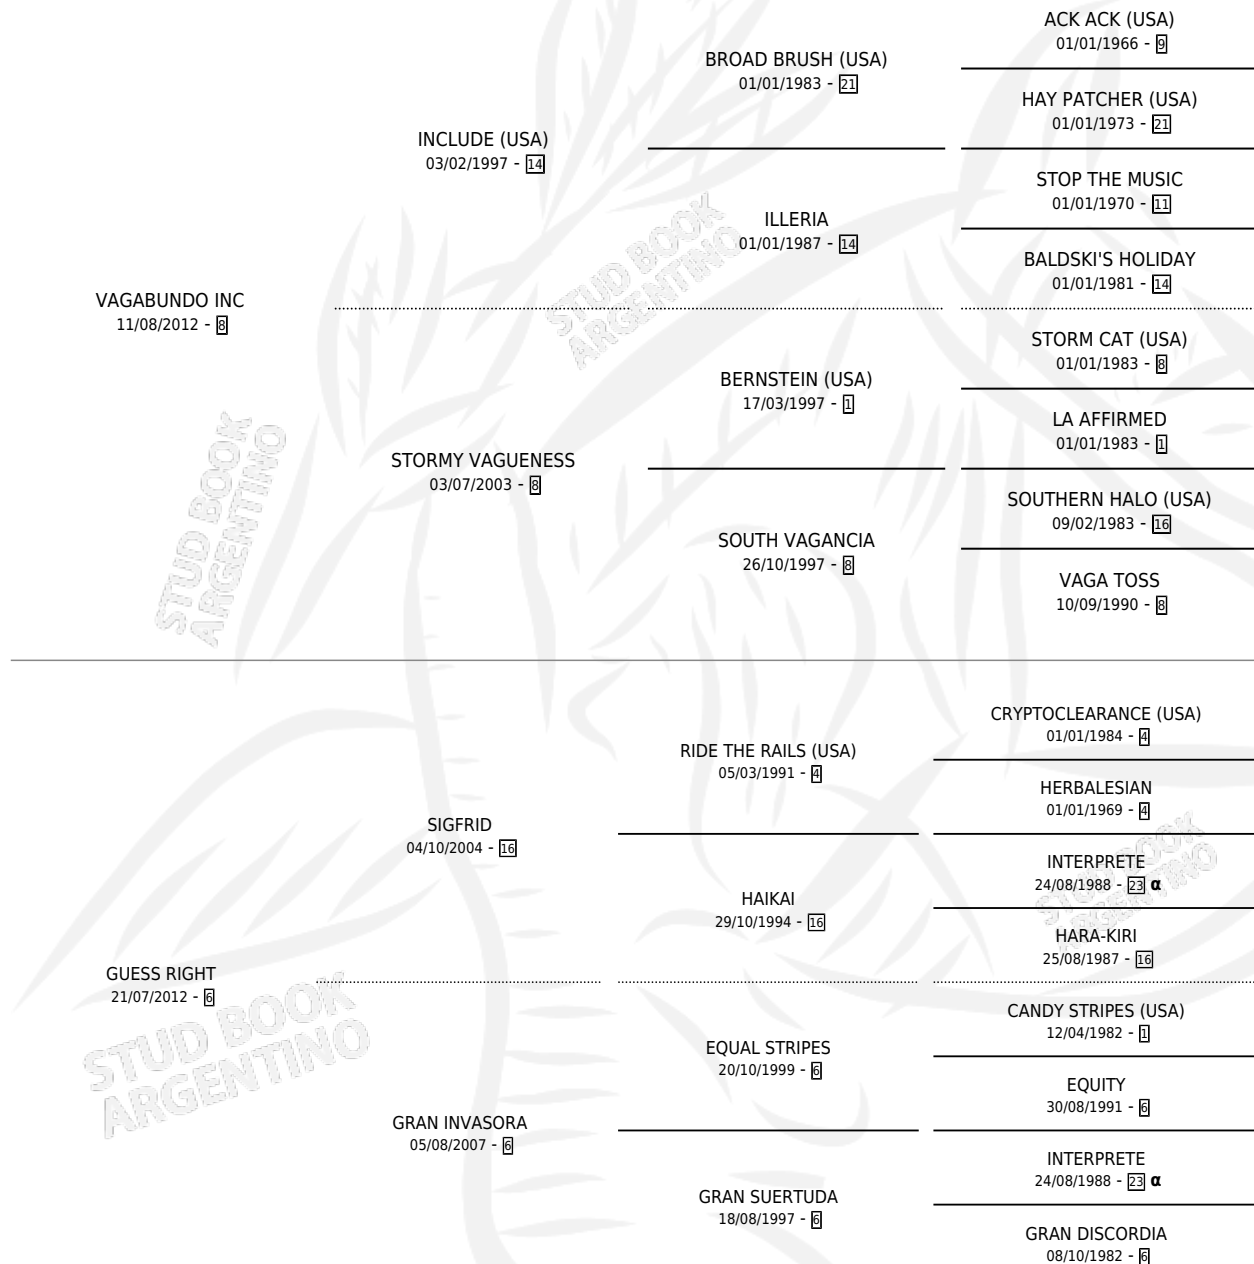 ACK ACK (USA)
01/01/1966 - 9
BROAD BRUSH (USA)
01/01/1983 - 21
HAY PATCHER (USA)
01/01/1973 - 21
INCLUDE (USA)
03/02/1997 - 14
STOP THE MUSIC
01/01/1970 - 11
ILLERIA
01/01/1987 - 14
BALDSKI'S HOLIDAY
01/01/1981 - 14
VAGABUNDO INC
11/08/2012 - 8
STORM CAT (USA)
01/01/1983 - 8
BERNSTEIN (USA)
17/03/1997 - 1
LA AFFIRMED
01/01/1983 - 1
STORMY VAGUENESS
03/07/2003 - 8
SOUTHERN HALO (USA)
09/02/1983 - 16
SOUTH VAGANCIA
26/10/1997 - 8
VAGA TOSS
10/09/1990 - 8
CRYPTOCLEARANCE (USA)
01/01/1984 - 4
RIDE THE RAILS (USA)
05/03/1991 - 4
HERBALESIAN
01/01/1969 - 4
SIGFRID
04/10/2004 - 16
INTERPRETE
24/08/1988 - 23 α
HAIKAI
29/10/1994 - 16
HARA-KIRI
25/08/1987 - 16
GUESS RIGHT
21/07/2012 - 6
CANDY STRIPES (USA)
12/04/1982 - 1
EQUAL STRIPES
20/10/1999 - 6
EQUITY
30/08/1991 - 6
GRAN INVASORA
05/08/2007 - 6
INTERPRETE
24/08/1988 - 23 α
GRAN SUERTUDA
18/08/1997 - 6
GRAN DISCORDIA
08/10/1982 - 6
STUD BOOK
ARGENTINO
STUD BOOK
ARGENTINO
STUD BOOK
ARGENTINO
STUD BOOK
ARGENTINO